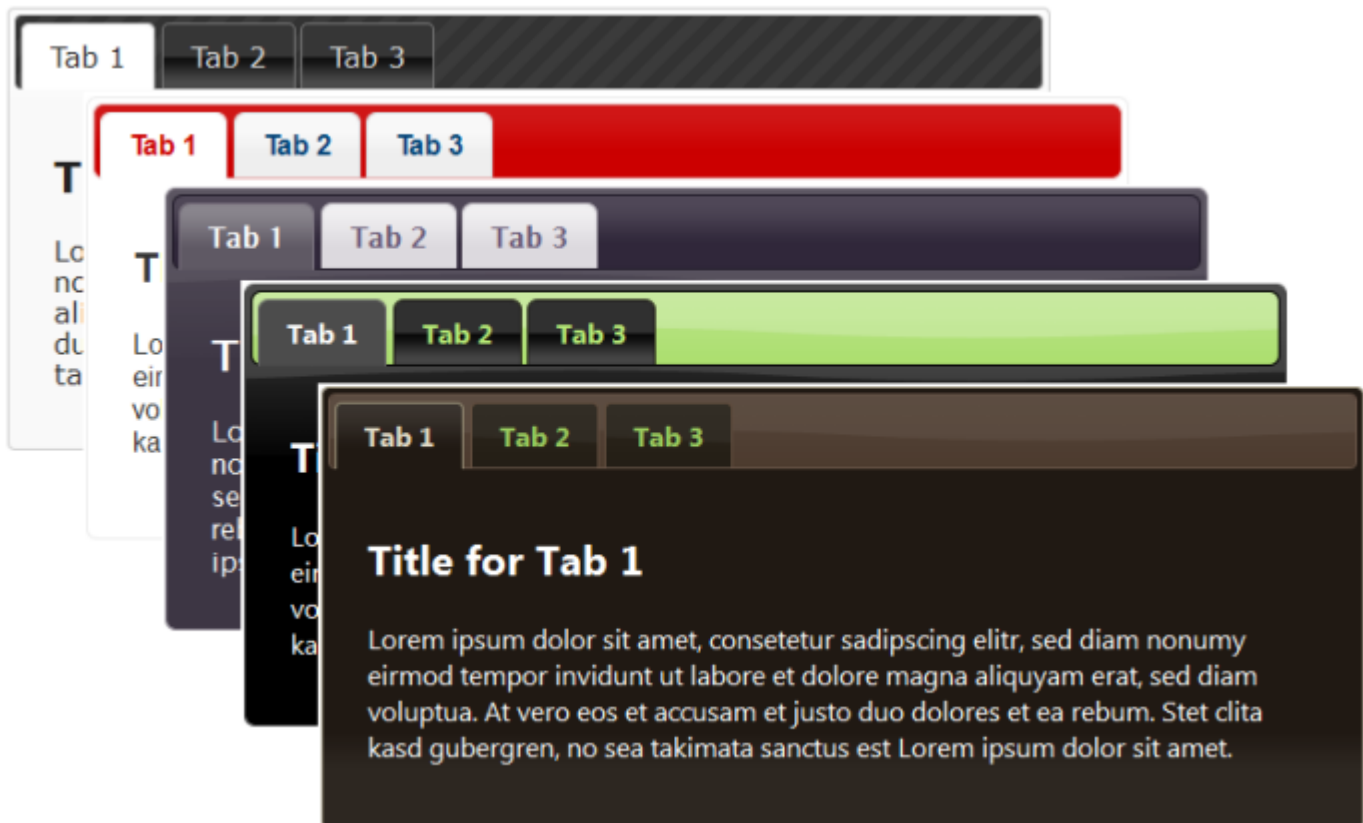 Tab 1 Tab 2 Tab 3
Tab 1 Tab 2 Tab 3
Tab 1 Tab 2 Tab 3
Tab 1 Tab 2 Tab 3
Tab 1 Tab 2 Tab 3
Title for Tab 1
Lorem ipsum dolor sit amet, consetetur sadipscing elitr, sed diam nonumy
eirmod tempor invidunt ut labore et dolore magna aliquyam erat, sed diam
voluptua. At vero eos et accusam et justo duo dolores et ea rebum. Stet clita
kasd gubergren, no sea takimata sanctus est Lorem ipsum dolor sit amet.